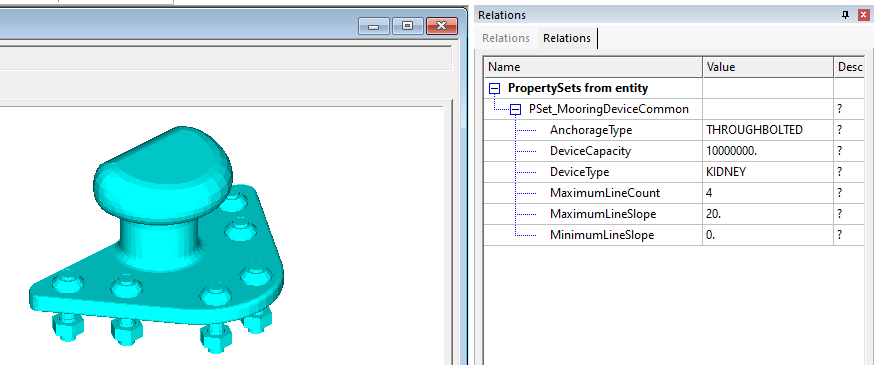 Relations
Relations Relations
Name Value Desc
PropertySets from entity
PSet_MooringDeviceCommon ?
AnchorageType THROUGHBOLTED ?
DeviceCapacity 10000000. ?
DeviceType KIDNEY ?
MaximumLineCount 4 ?
MaximumLineSlope 20. ?
MinimumLineSlope 0. ?